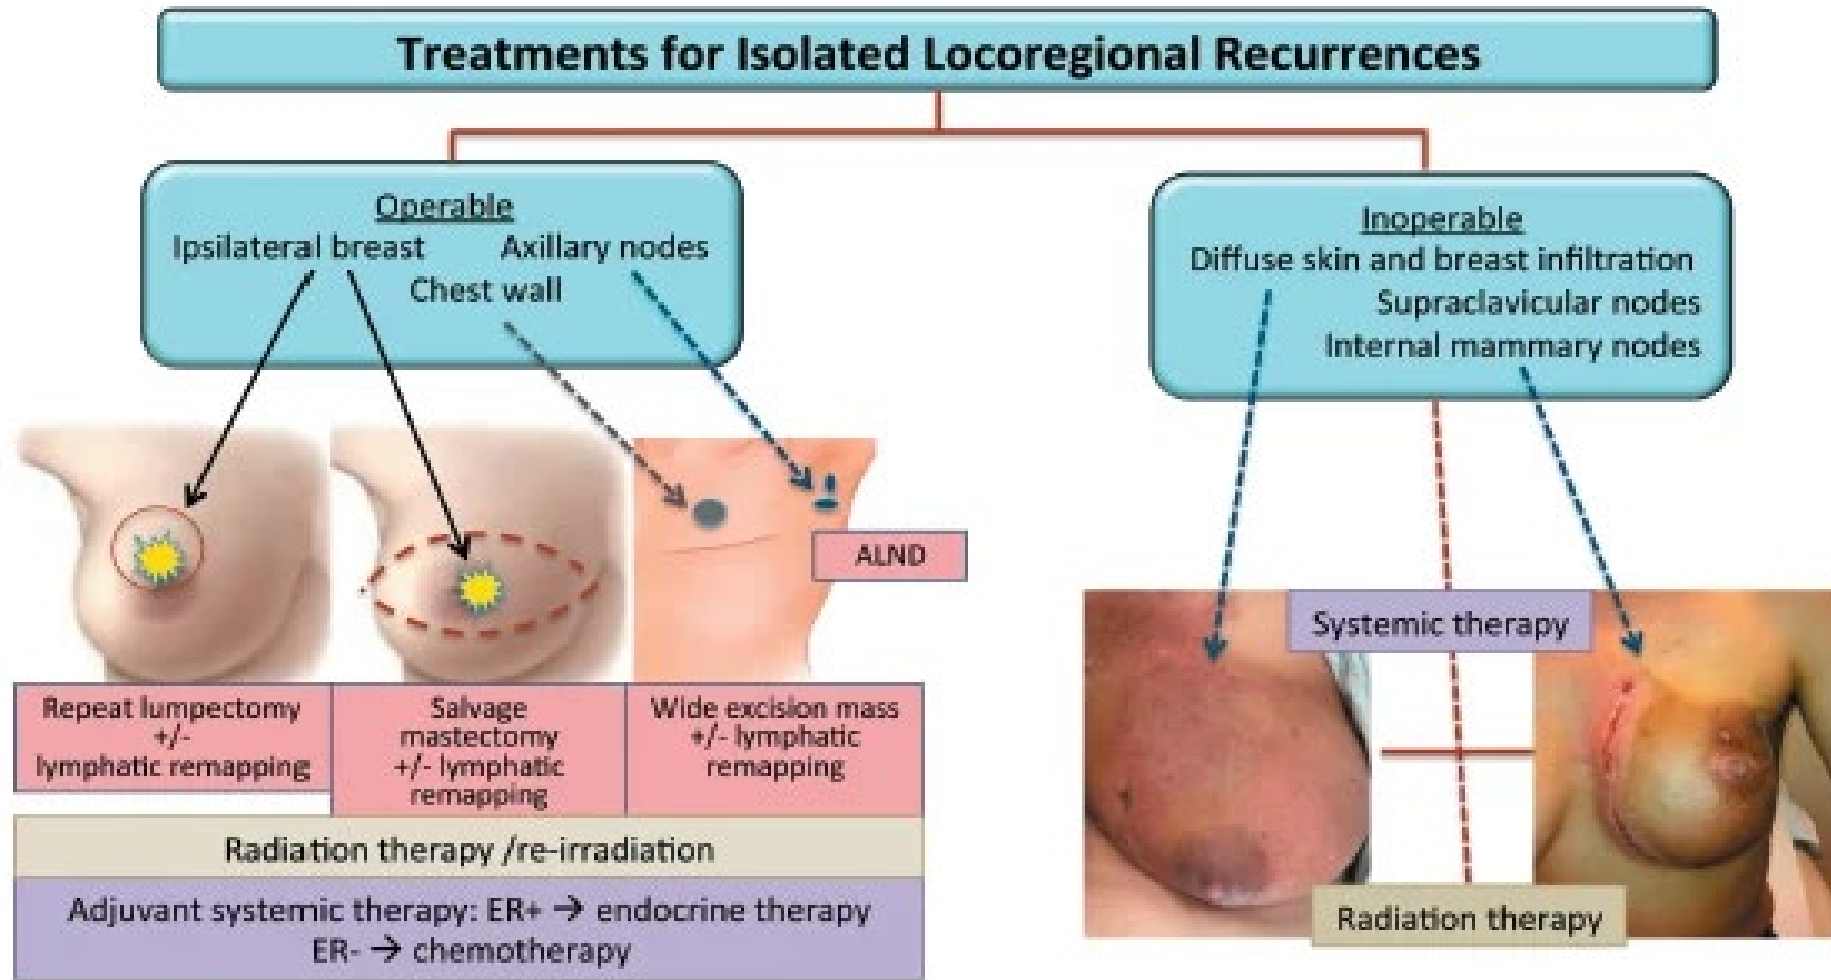 Treatments for Isolated Locoregional Recurrences
Operable
Ipsilateral breast Axillary nodes
Chest wall
Inoperable
Diffuse skin and breast infiltration
Supraclavicular nodes
Internal mammary nodes
ALND
Repeat lumpectomy
+/-
lymphatic remapping
Salvage
mastectomy
+/- lymphatic
remapping
Wide excision mass
+/- lymphatic
remapping
Radiation therapy /re-irradiation
Adjuvant systemic therapy: ER+ → endocrine therapy
ER- → chemotherapy
Systemic therapy
Radiation therapy